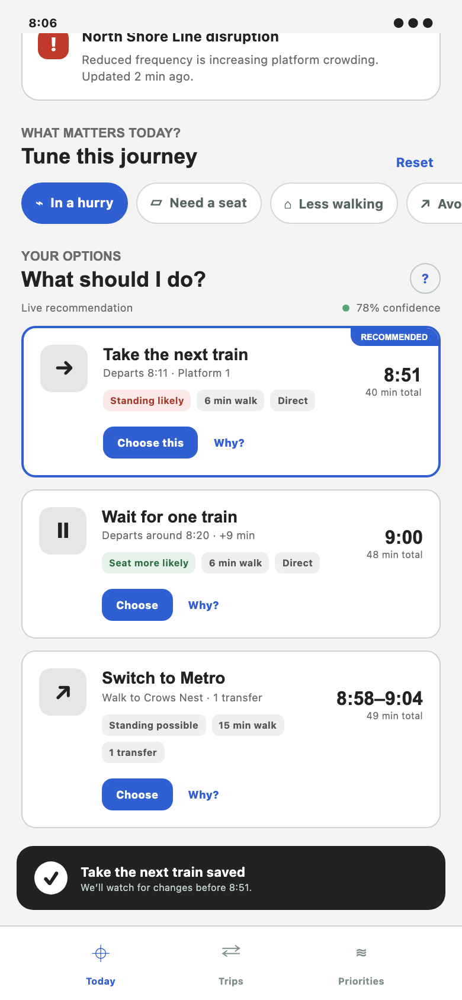 8:06
North Shore Line disruption
Reduced frequency is increasing platform crowding.
Updated 2 min ago.
WHAT MATTERS TODAY?
Tune this journey
Reset
In a hurry
Need a seat
Less walking
Avo
YOUR OPTIONS
What should I do?
?
Live recommendation
78% confidence
RECOMMENDED
Take the next train
Departs 8:11 · Platform 1
8:51
40 min total
Standing likely
6 min walk
Direct
Choose this
Why?
Wait for one train
Departs around 8:20 · +9 min
9:00
48 min total
Seat more likely
6 min walk
Direct
Choose
Why?
Switch to Metro
Walk to Crows Nest · 1 transfer
8:58–9:04
49 min total
Standing possible
15 min walk
1 transfer
Choose
Why?
Take the next train saved
We'll watch for changes before 8:51.
Today
Trips
Priorities